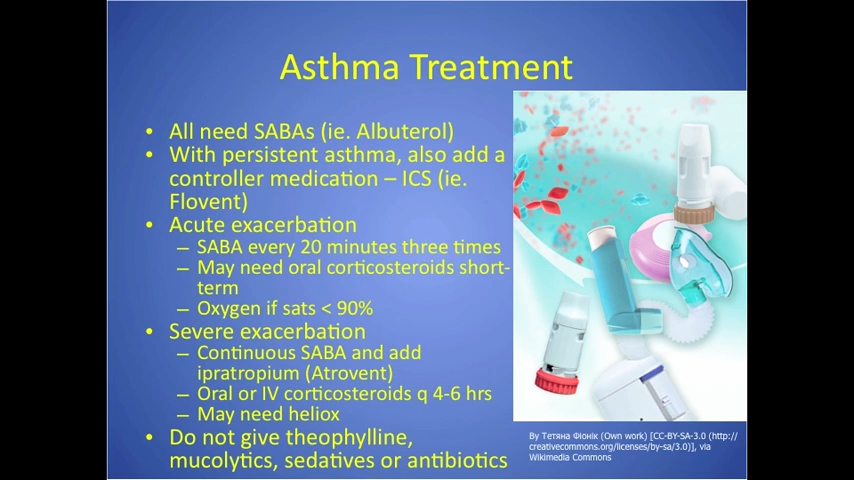 Asthma Treatment
• All need SABAs (ie. Albuterol)
• With persistent asthma, also add a
controller medication – ICS (ie.
Flovent)
• Acute exacerbation
– SABA every 20 minutes three times
– May need oral corticosteroids short-
term
– Oxygen if sats < 90%
• Severe exacerbation
– Continuous SABA and add
ipratropium (Atrovent)
– Oral or IV corticosteroids q 4-6 hrs
– May need heliox
• Do not give theophylline,
mucolytics, sedatives or antibiotics
By Тетяна Фіонік (Own work) [CC-BY-SA-3.0 (http://
creativecommons.org/licenses/by-sa/3.0)], via
Wikimedia Commons